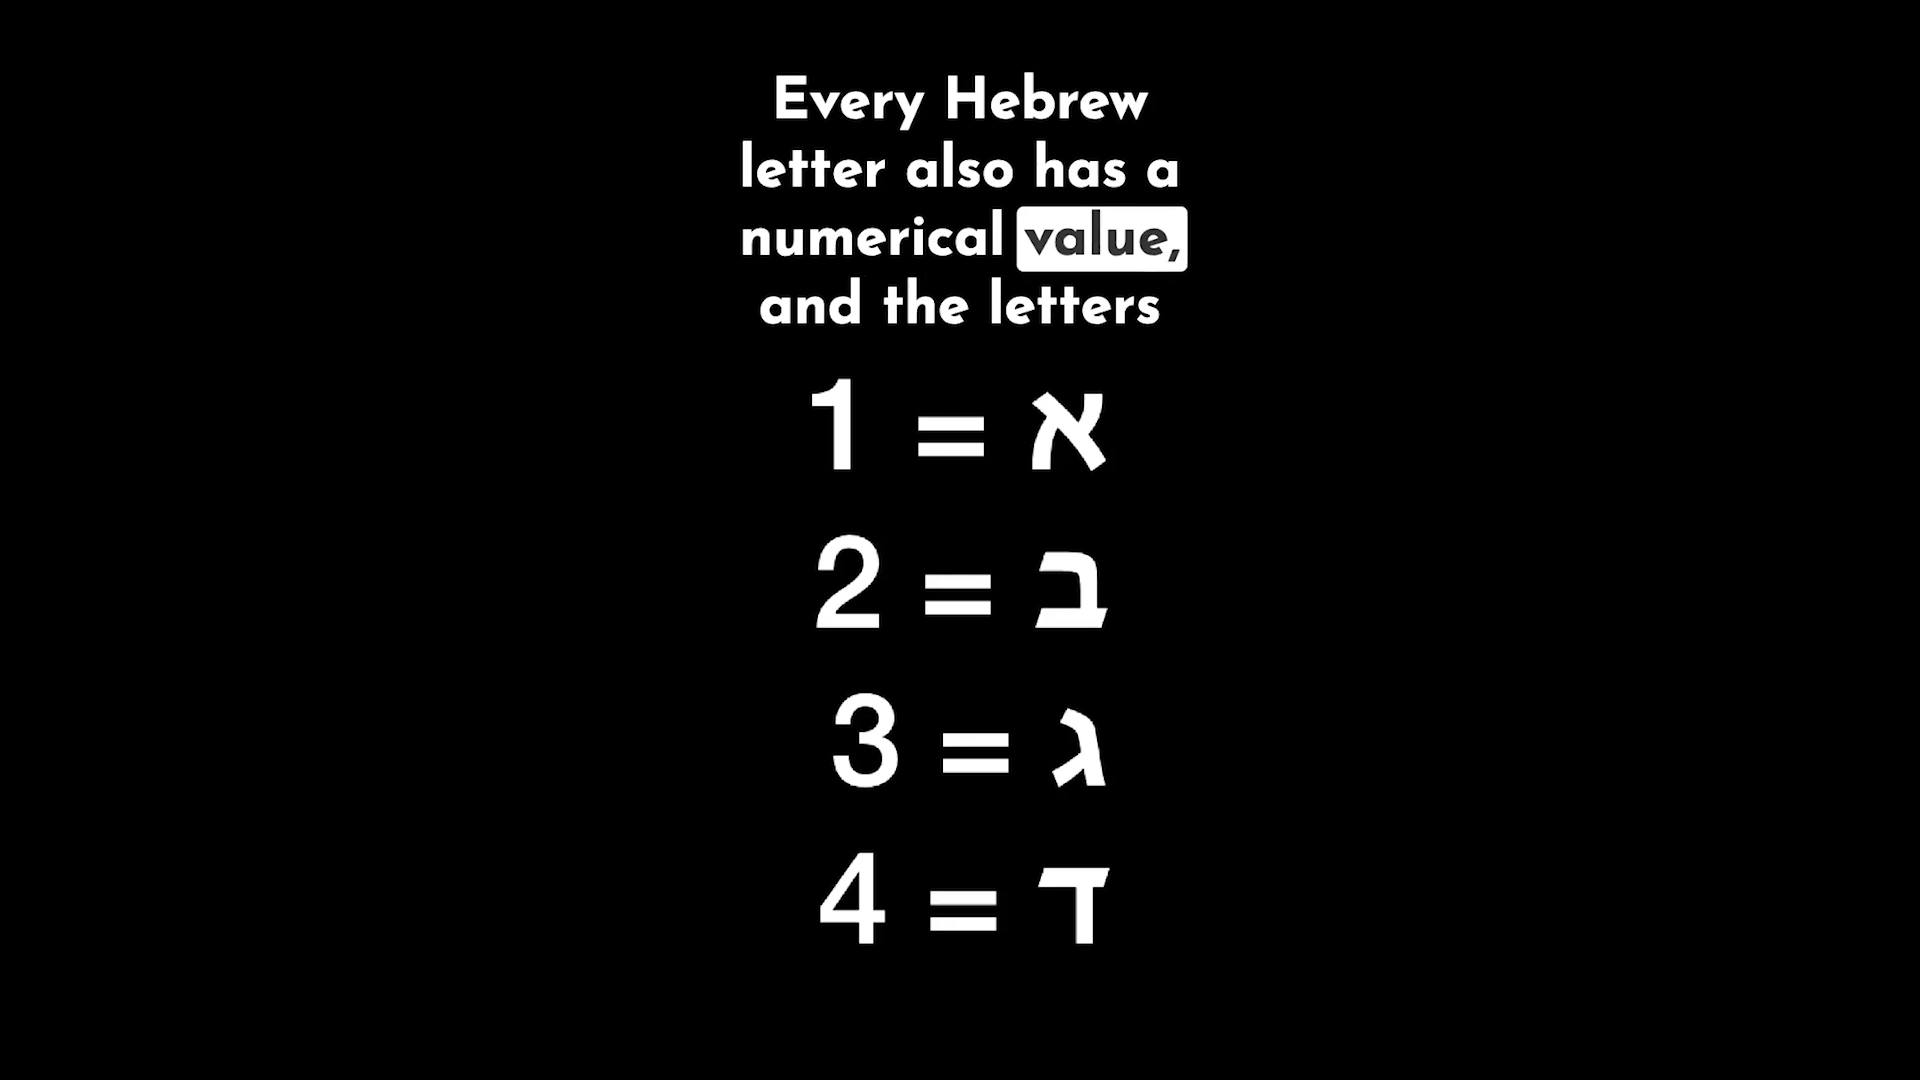 Every Hebrew
letter also has a
numerical value,
and the letters
1 = א
2 = ב
3 = ג
4 = ד